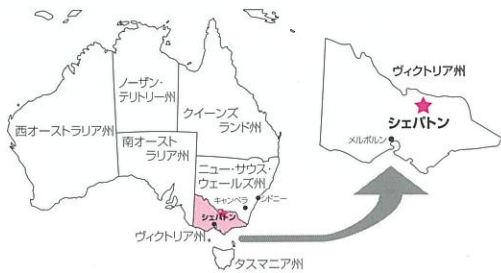 ノーザン・
テリトリー州
クイーンズ
ランド州
西オーストラリア州
南オースト
ラリア州
ニュー・サウス・
ウェールズ州
キャンベラ
シドニー
シェパトン
ヴィクトリア州
タスマニア州
ヴィクトリア州
シェパトン
メルボルン